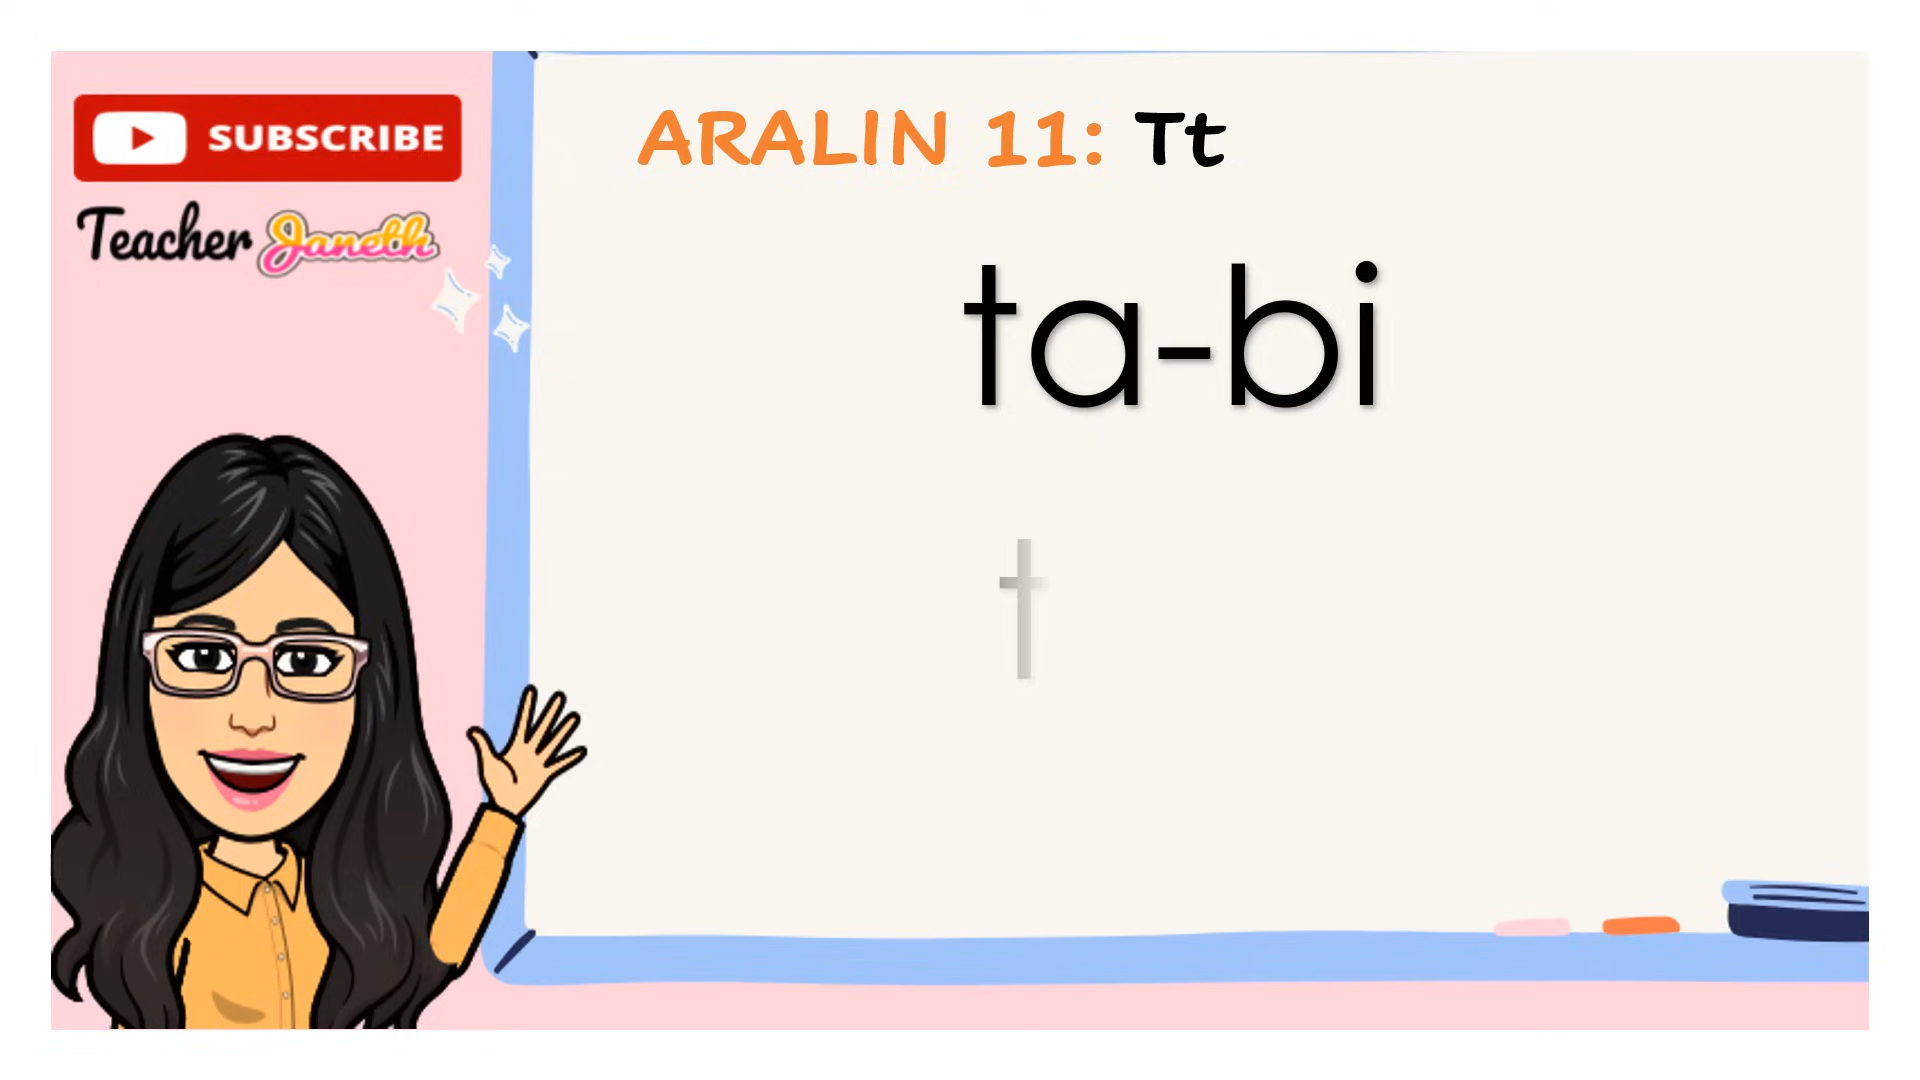 SUBSCRIBE
Teacher Janeth
ARALIN 11: Tt
ta-bi
t